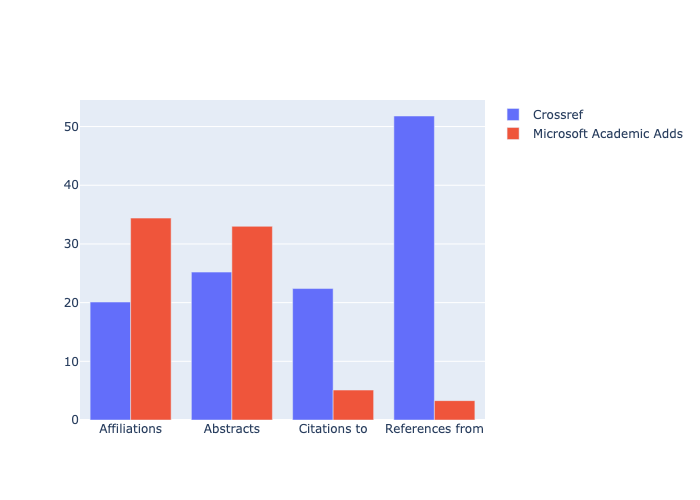 Crossref
Microsoft Academic Adds
50
40
30
20
10
0
Affiliations
Abstracts
Citations to
References from